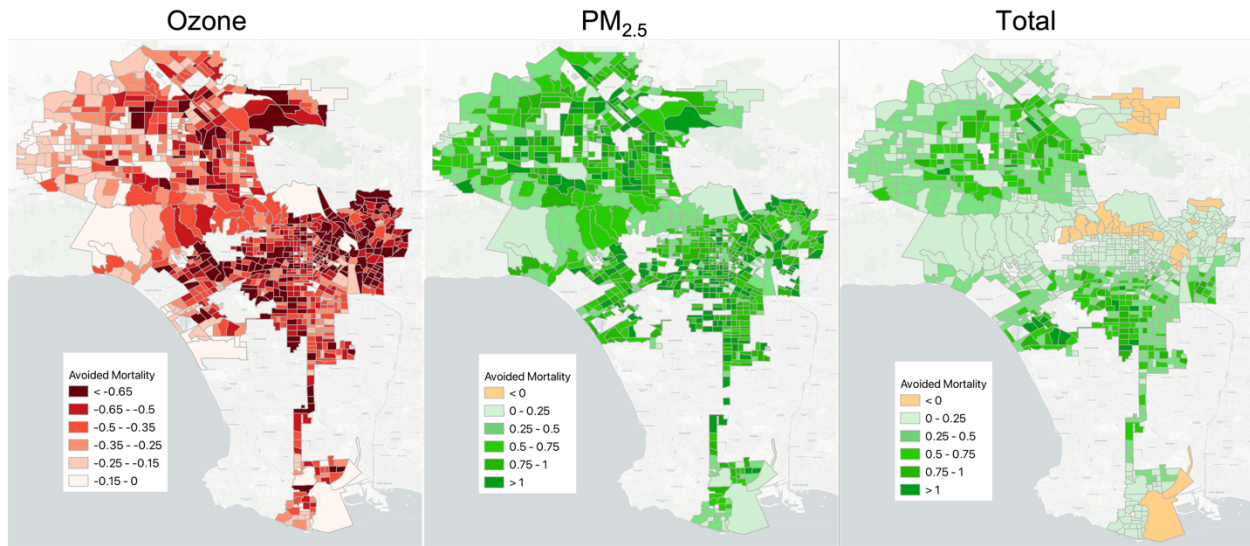 Ozone
PM2.5
Total
Avoided Mortality
< -0.65
-0.65 - -0.5
-0.5 - -0.35
-0.35 - -0.25
-0.25 - -0.15
-0.15 - 0
Avoided Mortality
< 0
0 - 0.25
0.25 - 0.5
0.5 - 0.75
0.75 - 1
> 1
Avoided Mortality
< 0
0 - 0.25
0.25 - 0.5
0.5 - 0.75
0.75 - 1
> 1